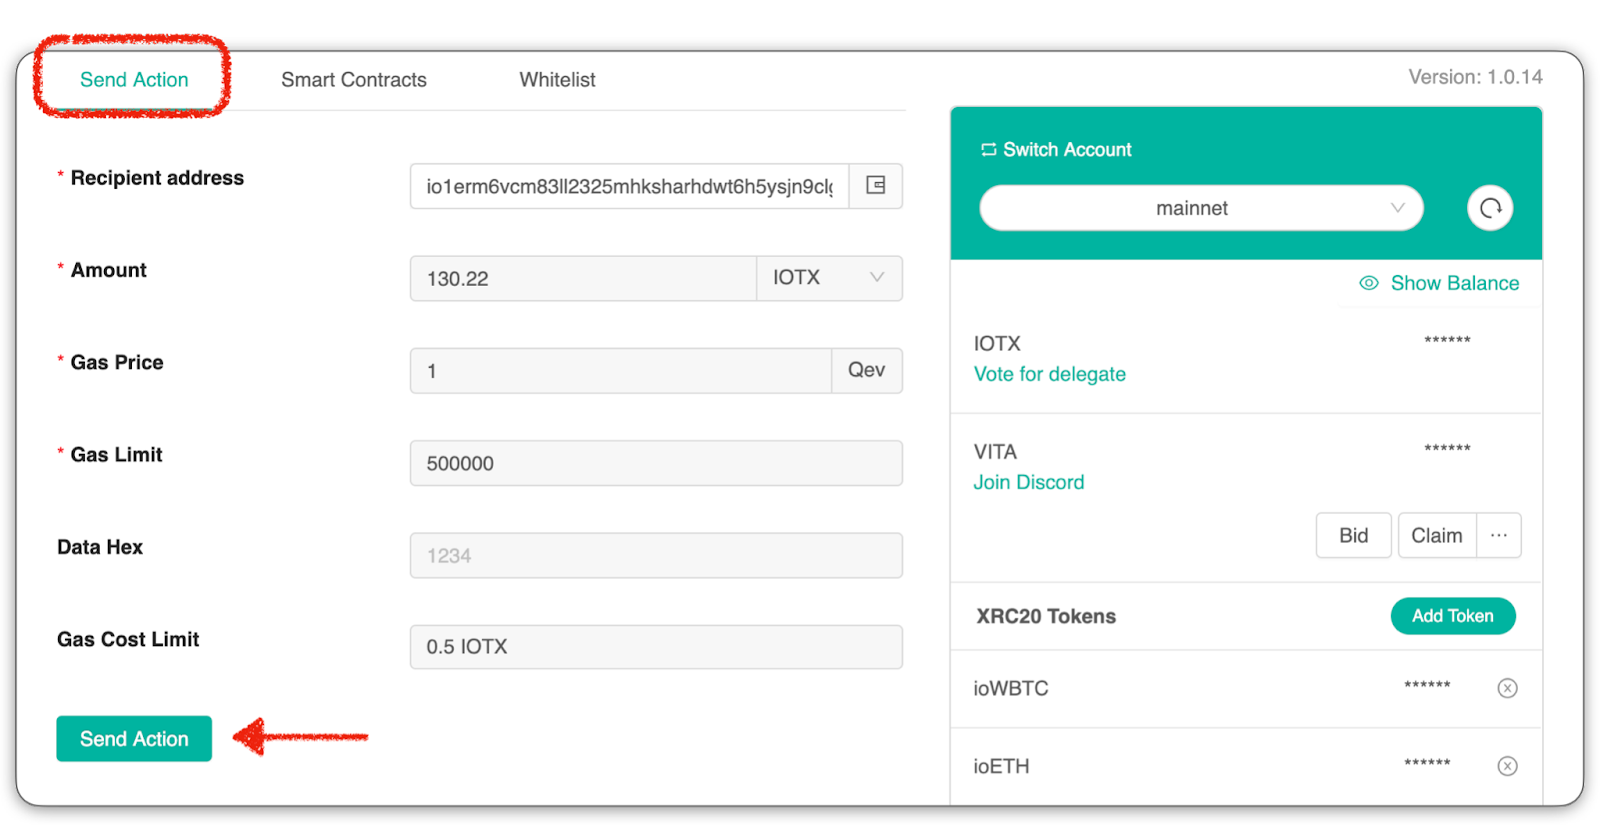 Send Action
Smart Contracts
Whitelist
Version: 1.0.14
* Recipient address
io1erm6vcm83ll2325mhksharhdwt6h5ysjn9cl
* Amount
130.22
IOTX
* Gas Price
1
Qev
* Gas Limit
500000
Data Hex
1234
Gas Cost Limit
0.5 IOTX
Send Action
Switch Account
mainnet
Show Balance
IOTX
******
Vote for delegate
VITA
******
Join Discord
Bid
Claim
···
XRC20 Tokens
Add Token
ioWBTC
******
ioETH
******